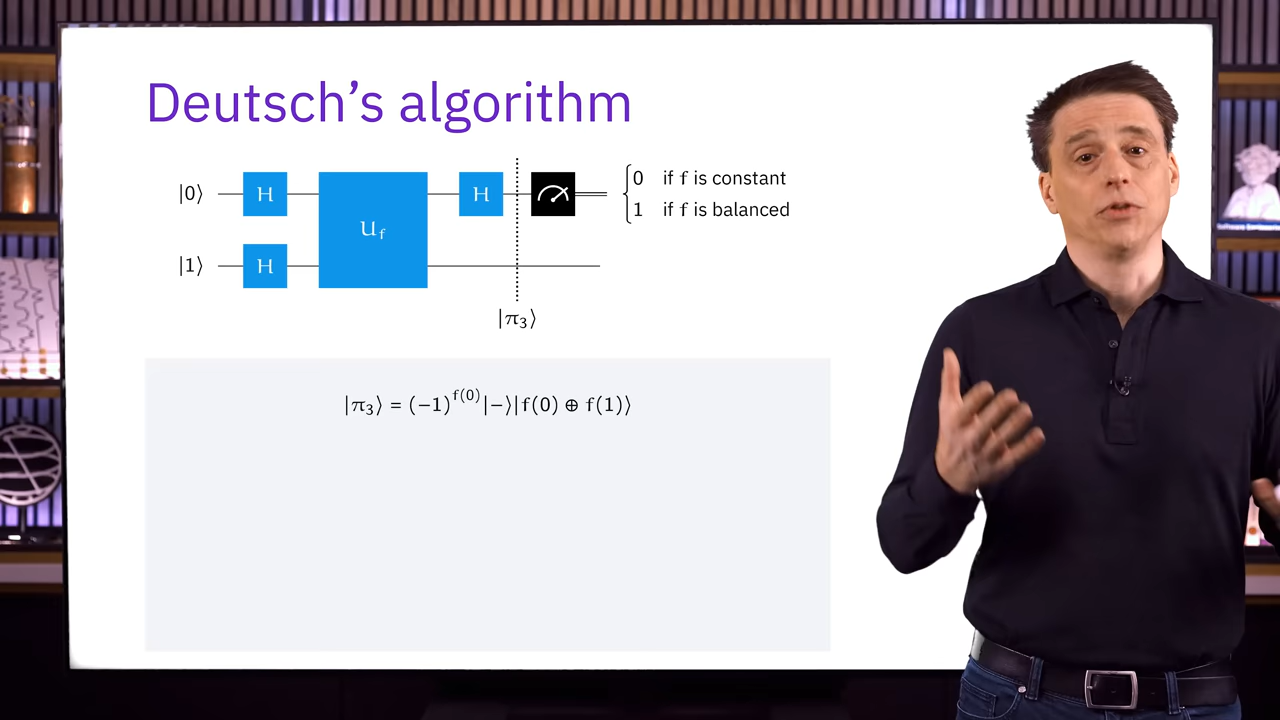 Deutsch's algorithm
|0⟩ H U_f H 0 if f is constant
1 if f is balanced
|1⟩ H
|π₃⟩
|π₃⟩ = (−1)^{f(0)}|−⟩|f(0) ⊕ f(1)⟩